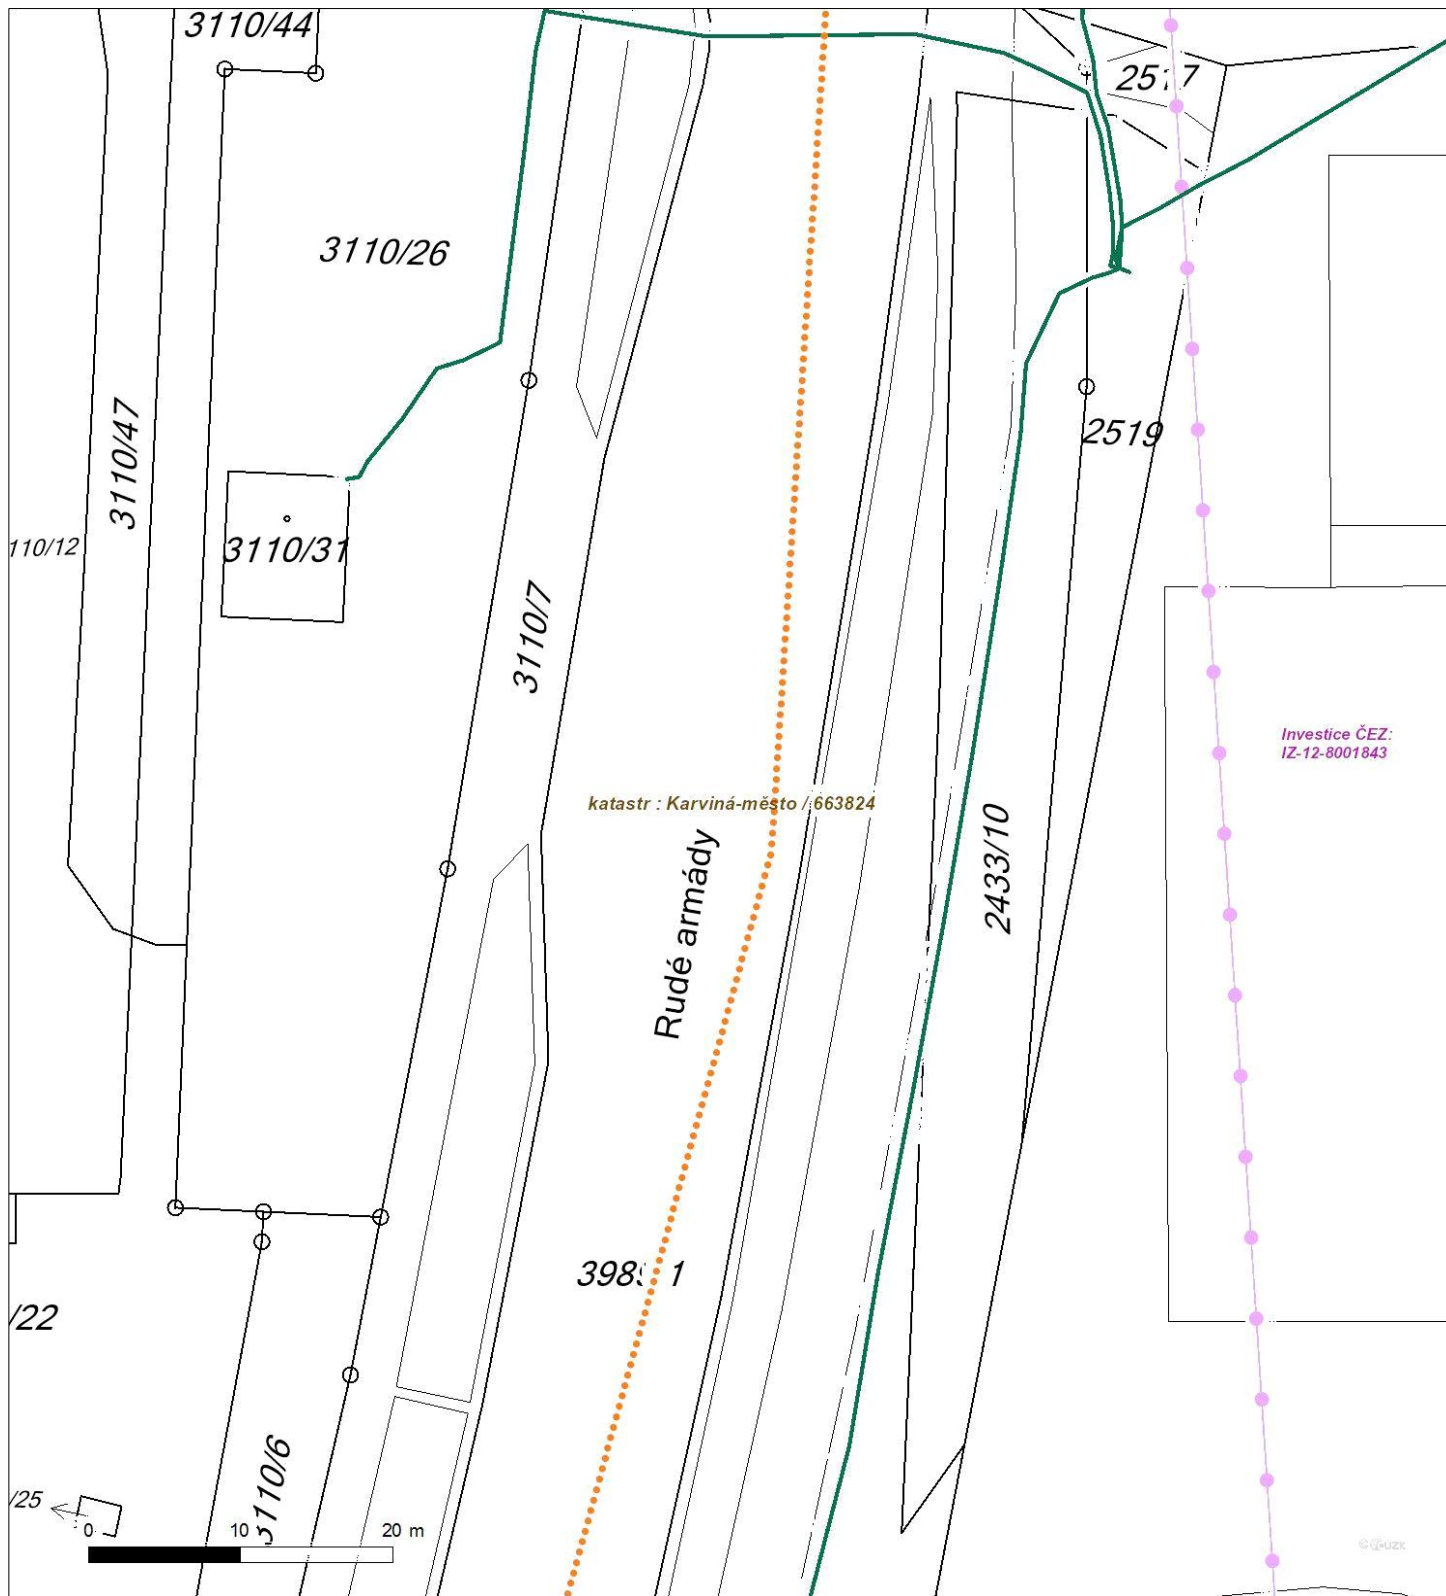 3110/44
2517
3110/26
3110/47
2519
110/12
3110/31
3110/7
Investice ČEZ:
IZ-12-8001843
katastr : Karviná-město / 663824
2433/10
Rudé armády
/22
3110/6
/25
0 10 20 m